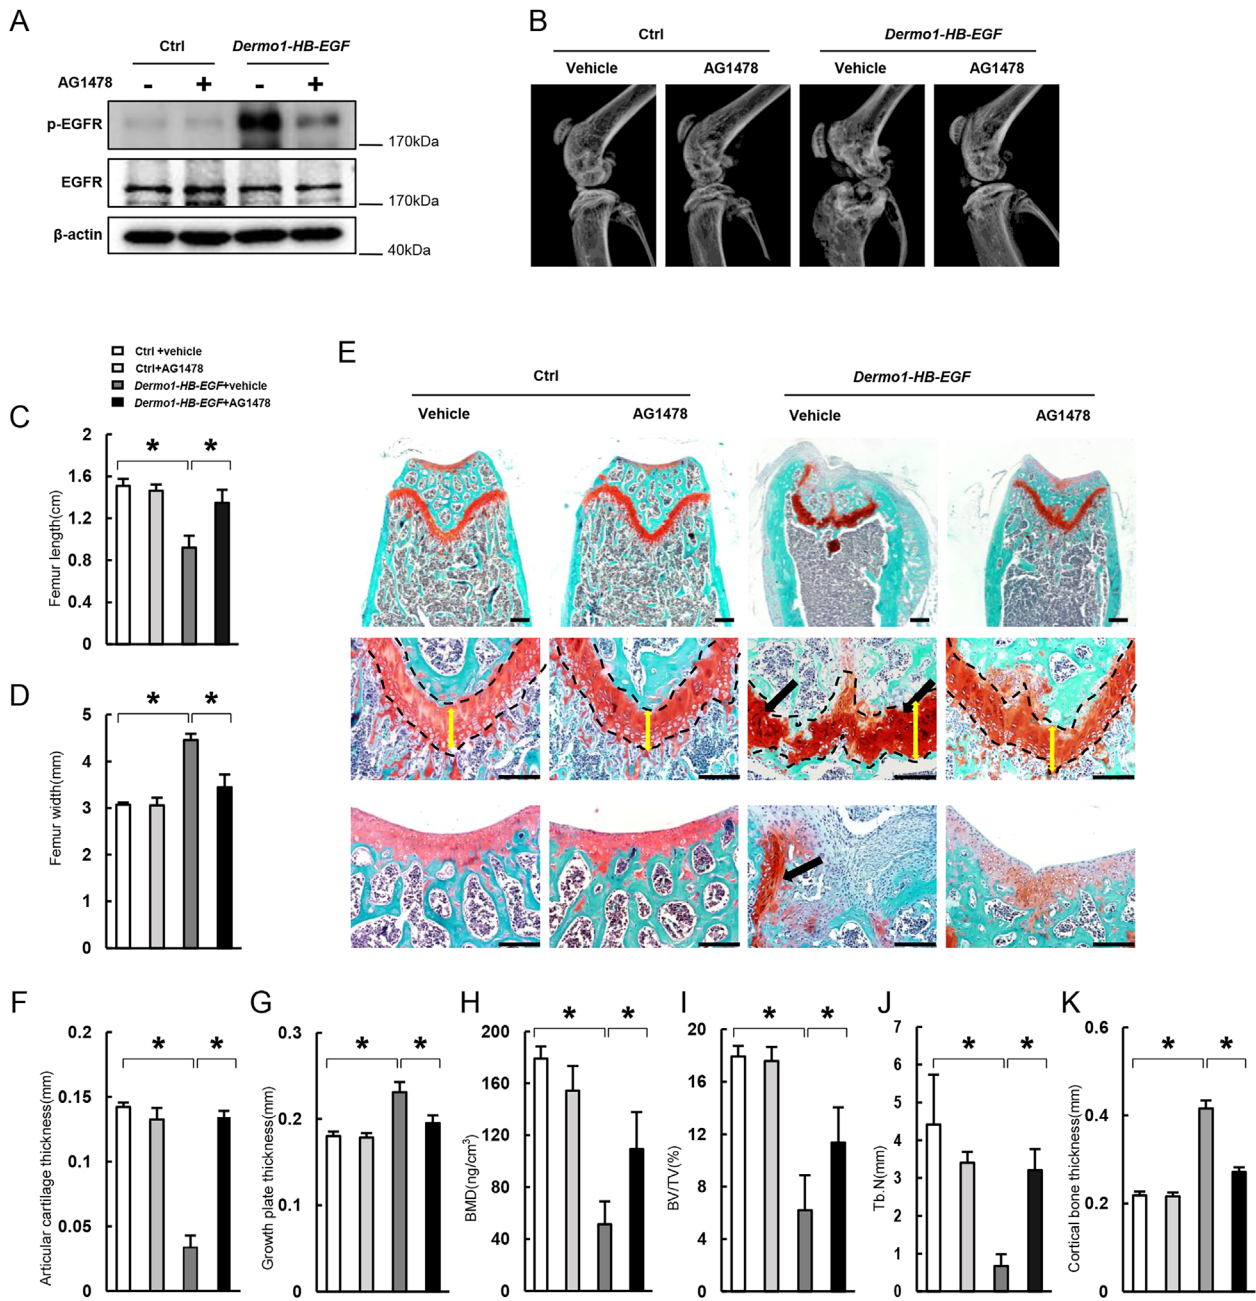 A
Ctrl
Dermo1-HB-EGF
AG1478
-
+
-
+
p-EGFR
170kDa
EGFR
170kDa
β-actin
40kDa
B
Ctrl
Dermo1-HB-EGF
Vehicle
AG1478
Vehicle
AG1478
Ctrl +vehicle
Ctrl+AG1478
Dermo1-HB-EGF+vehicle
Dermo1-HB-EGF+AG1478
C
Femur length(cm)
2
1.6
1.2
0.8
0.4
0
*
*
D
Femur width(mm)
5
4
3
2
1
0
*
*
E
Ctrl
Dermo1-HB-EGF
Vehicle
AG1478
Vehicle
AG1478
F
Articular cartilage thickness(mm)
0.2
0.15
0.1
0.05
0
*
*
G
Growth plate thickness(mm)
0.3
0.2
0.1
0
*
*
H
BMD(ng/cm³)
200
160
120
80
40
0
*
*
I
BV/TV(%)
20
16
12
8
4
0
*
*
J
Tb.N(mm)
7
6
5
4
3
2
1
0
*
*
K
Cortical bone thickness(mm)
0.6
0.4
0.2
0
*
*